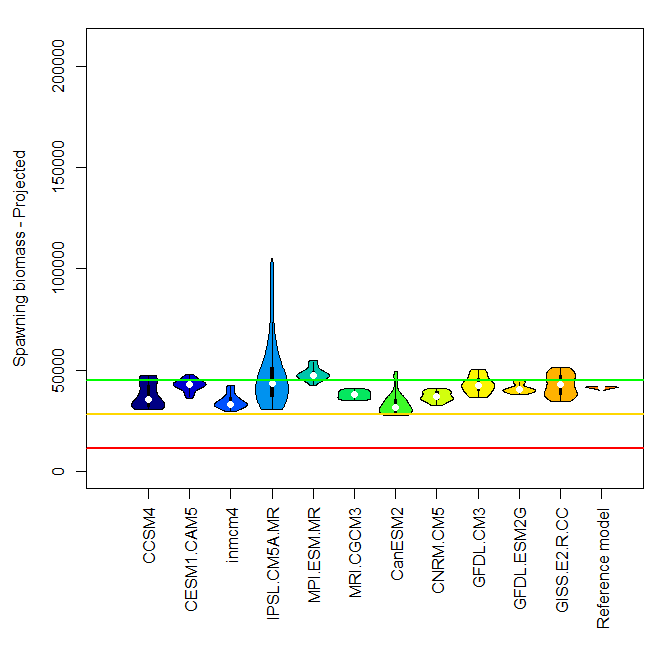 Spawning biomass - Projected
200000
150000
100000
50000
0
CCSM4
CESM1.CAM5
inmcm4
IPSL.CM5A.MR
MPI.ESM.MR
MRI.CGCM3
CanESM2
CNRM.CM5
GFDL.CM3
GFDL.ESM2G
GISS.E2.R.CC
Reference model